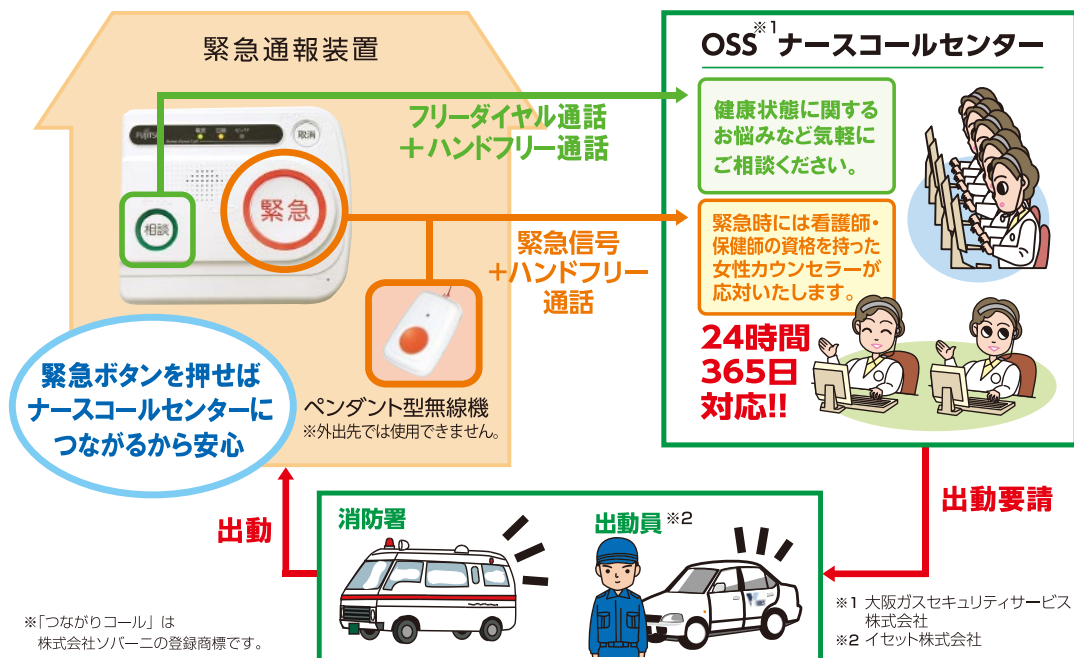 緊急通報装置
FUJITSU
電源
取消
相談
緊急
フリーダイヤル通話
＋ハンドフリー通話
緊急信号
＋ハンドフリー
通話
ペンダント型無線機
※外出先では使用できません。
緊急ボタンを押せば
ナースコールセンターに
つながるから安心
OSS※1ナースコールセンター
健康状態に関する
お悩みなど気軽に
ご相談ください。
緊急時には看護師・
保健師の資格を持った
女性カウンセラーが
応対いたします。
24時間
365日
対応!!
出動要請
消防署
出動員※2
出動
※「つながりコール」は
株式会社ソバーニの登録商標です。
※1 大阪ガスセキュリティサービス
株式会社
※2 イセット株式会社